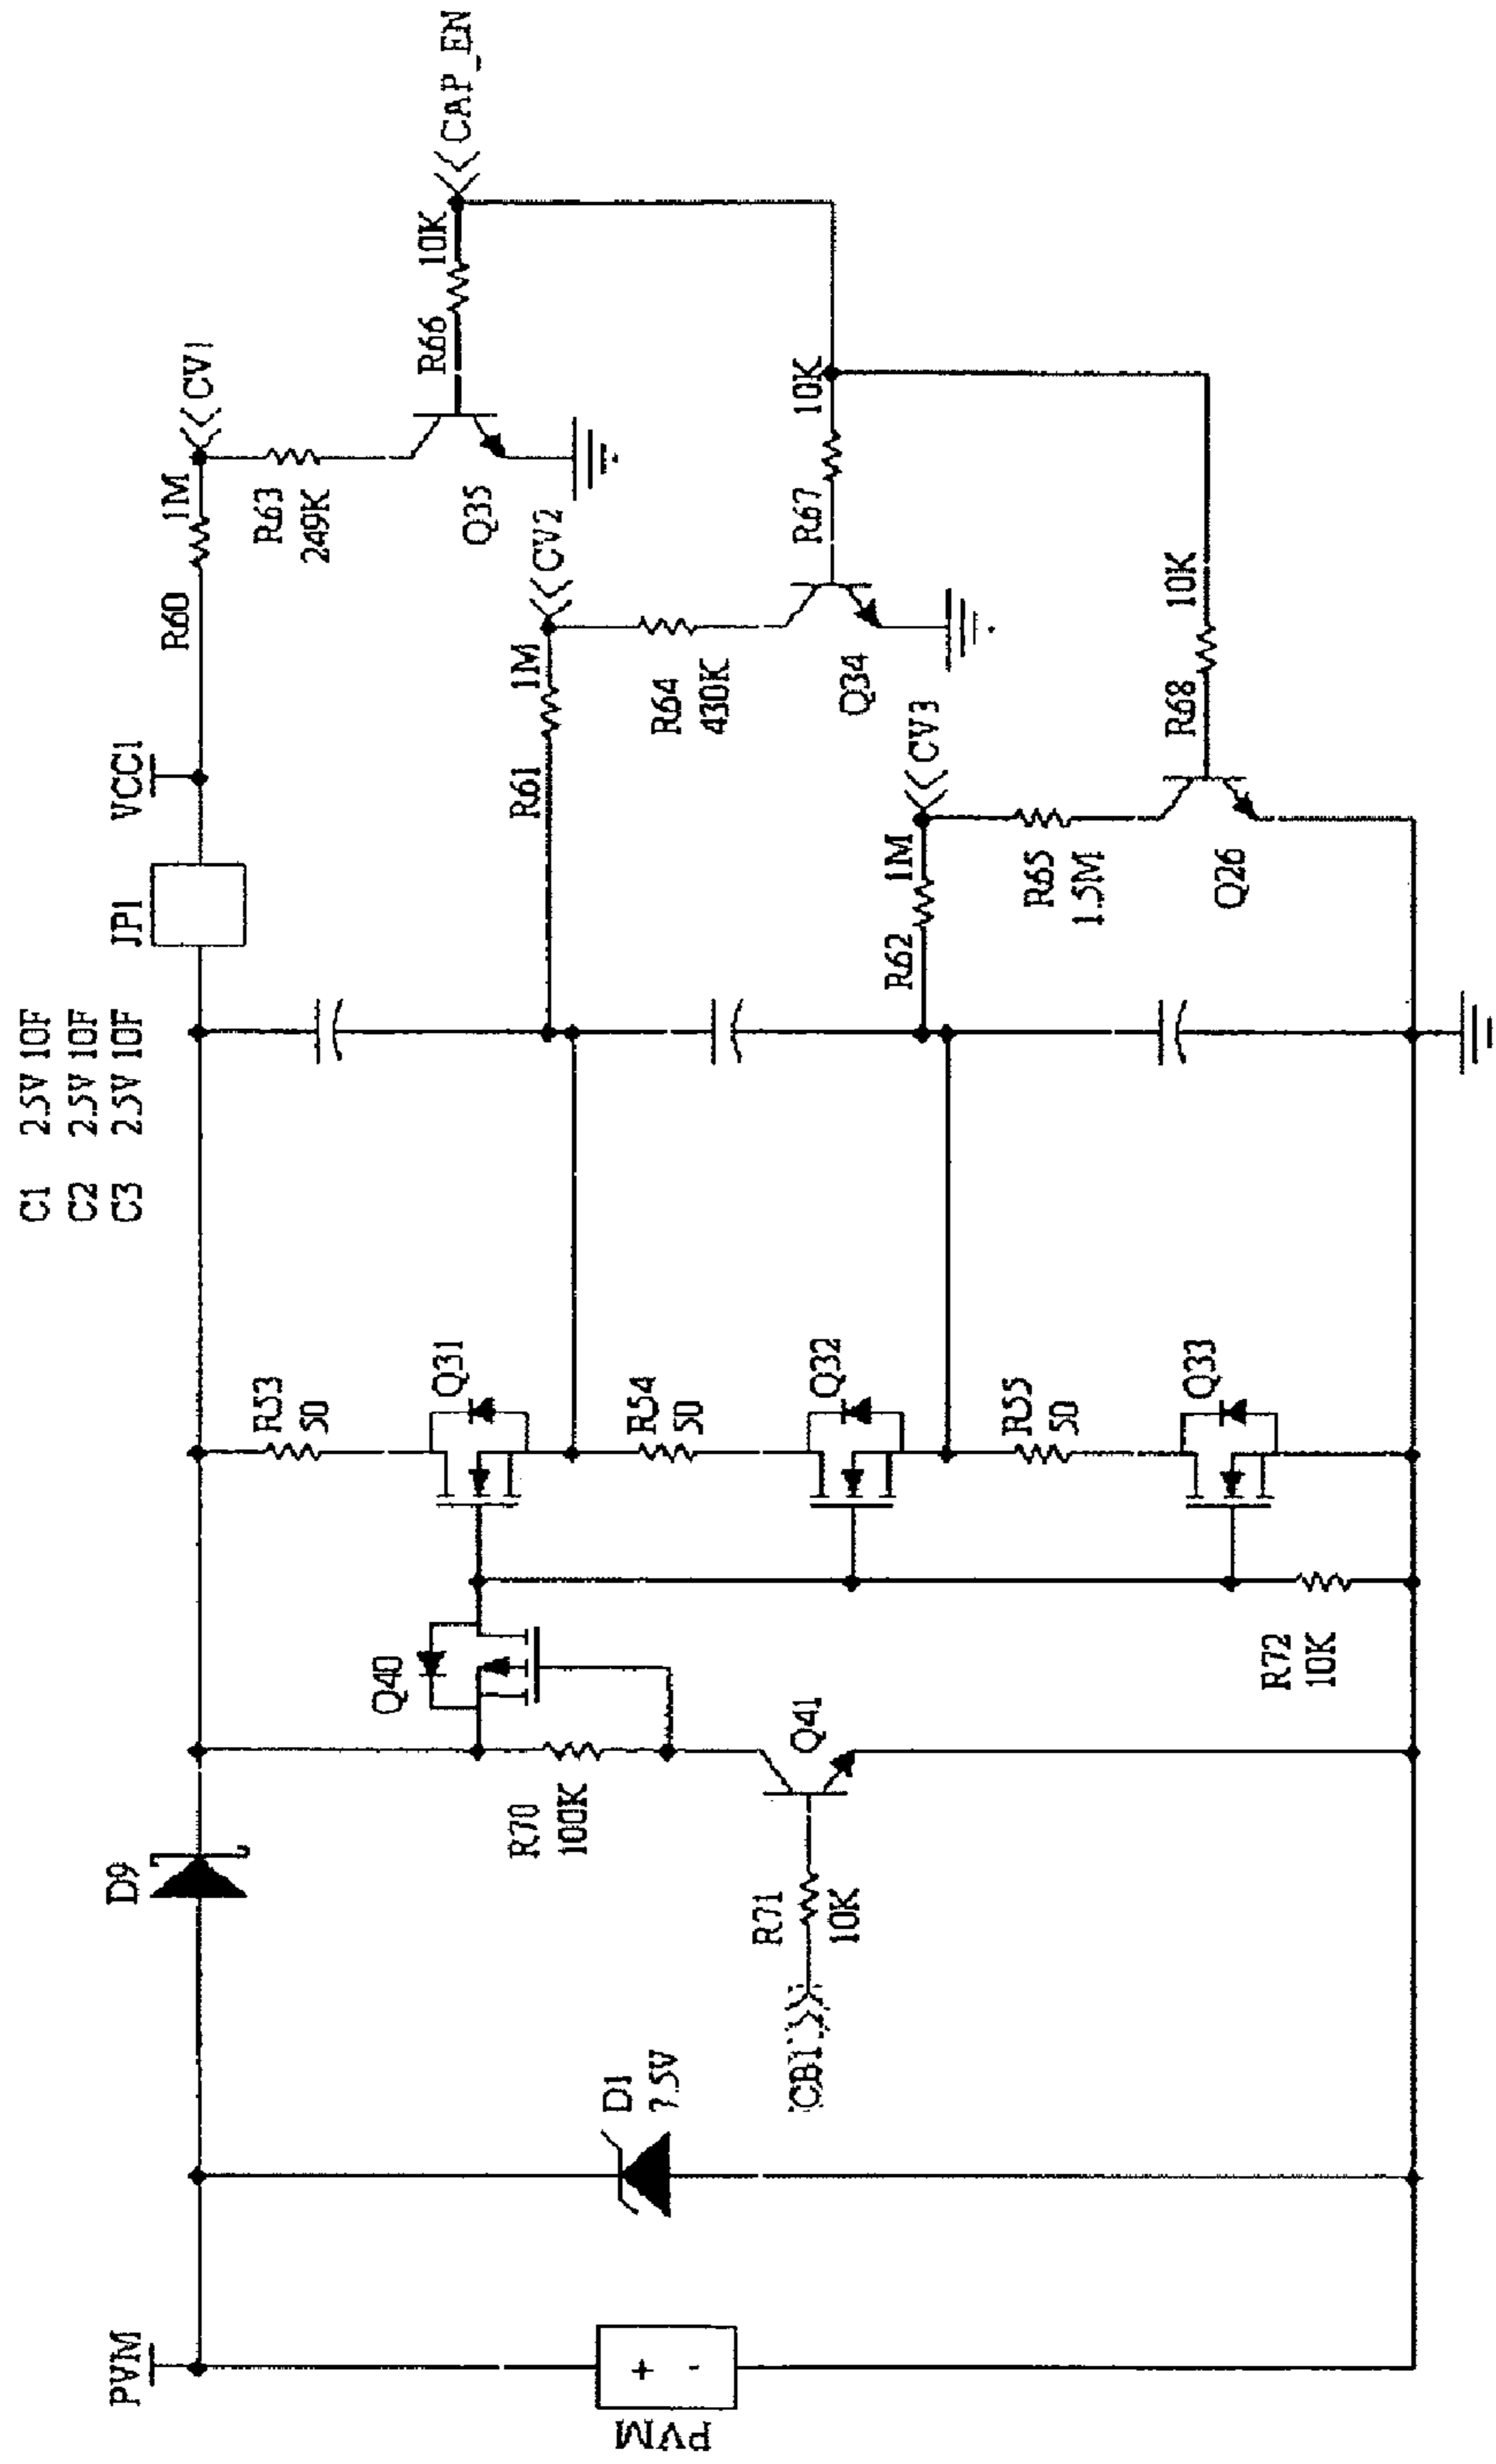 C1 2.5V 10F
C2 2.5V 10F
C3 2.5V 10F
PVM
D9
JP1
VCC1
R60
1M
CV1
R63
249K
R66
10K
CAP_EN
Q35
D1
7.5V
PVM
+ -
R70
100K
Q40
R53
50
Q31
R61
1M
CV2
R64
430K
R67
10K
Q34
R71
10K
Q41
CB1
R54
50
Q32
R62
1M
CV3
R65
1.5M
R68
10K
Q26
R72
10K
R55
50
Q33